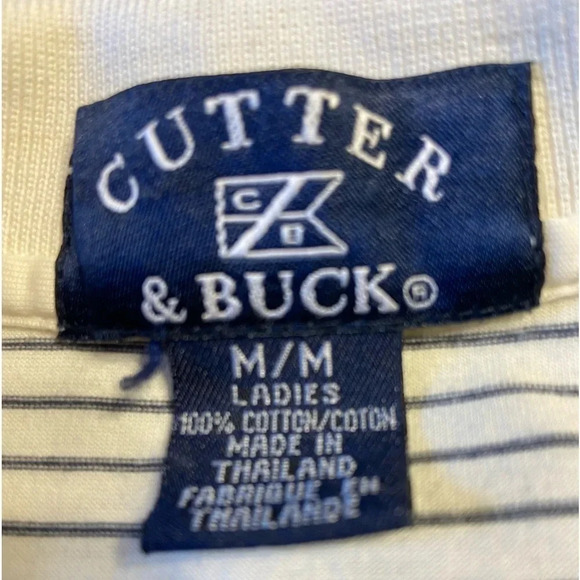 CUTTER
C
B
& BUCK®
M/M
LADIES
100% COTTON/COTON
MADE IN
THAILAND
FABRIQUE EN
THAILANDE